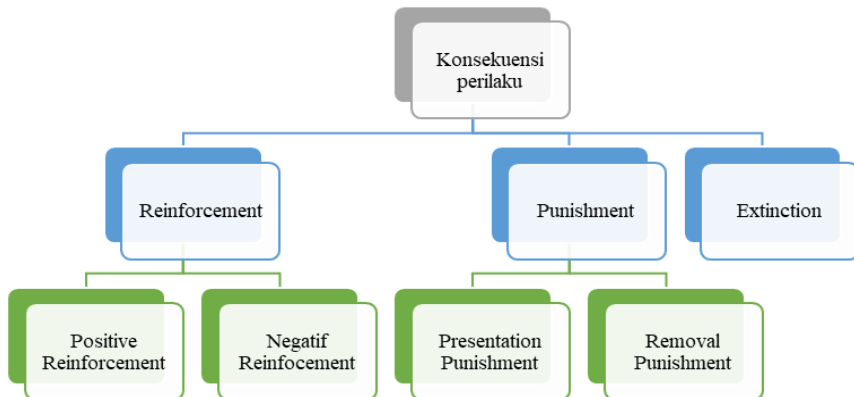 Konsekuensi
perilaku
Reinforcement
Punishment
Extinction
Positive
Reinforcement
Negatif
Reinfocement
Presentation
Punishment
Removal
Punishment